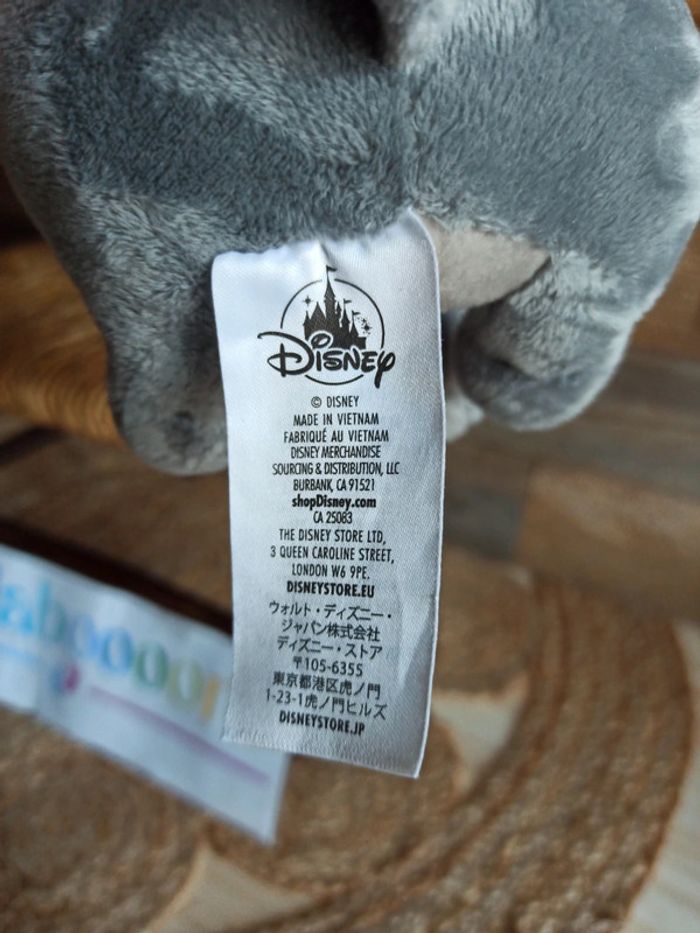 DISNEY
© DISNEY
MADE IN VIETNAM
FABRIQUÉ AU VIETNAM
DISNEY MERCHANDISE
SOURCING & DISTRIBUTION, LLC
BURBANK, CA 91521
shopDisney.com
CA 25083
THE DISNEY STORE LTD,
3 QUEEN CAROLINE STREET,
LONDON W6 9PE.
DISNEYSTORE.EU
ウォルト・ディズニー・
ジャパン株式会社
ディズニー・ストア
〒105-6355
東京都港区虎ノ門
1-23-1虎ノ門ヒルズ
DISNEYSTORE.JP